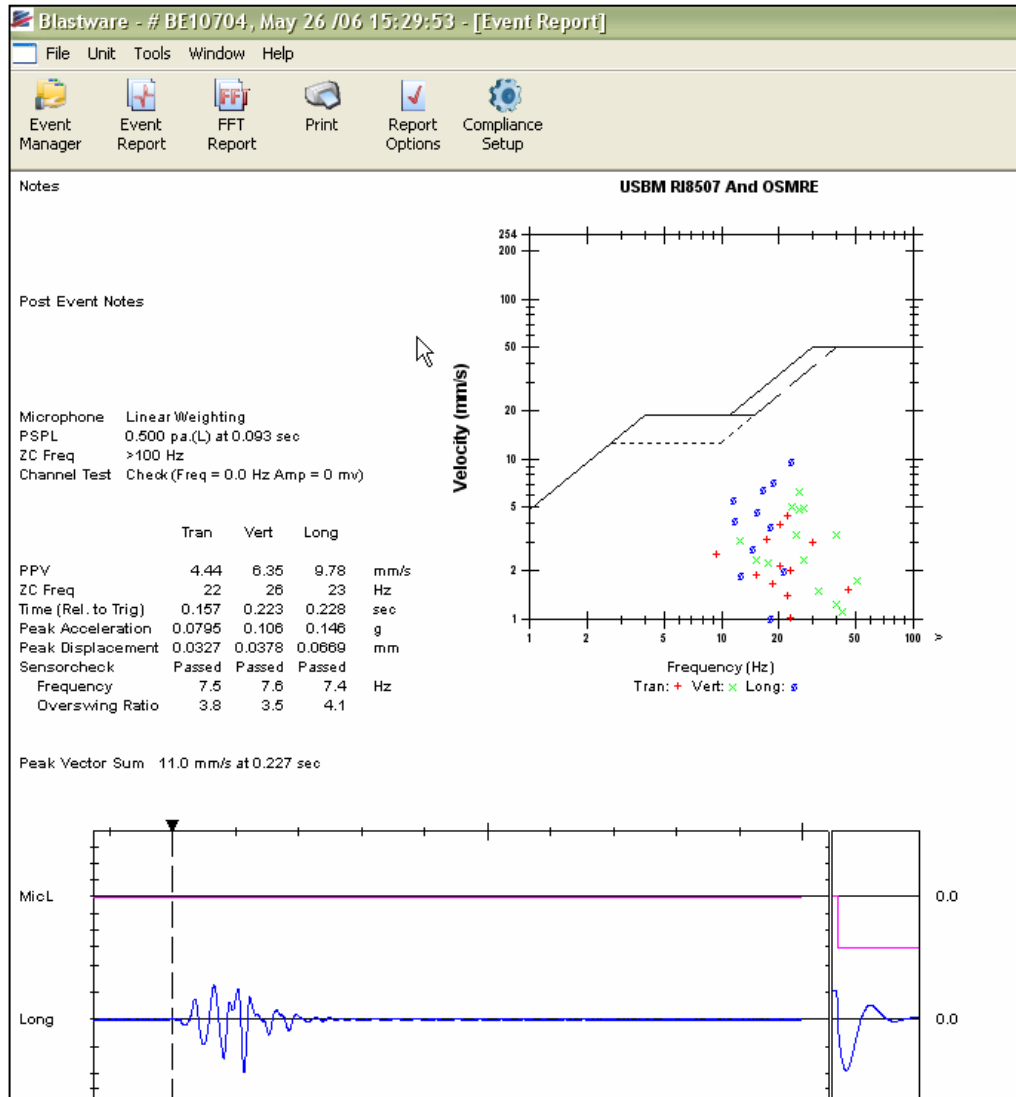 Blastware - # BE10704, May 26 /06 15:29:53 - [Event Report]
File Unit Tools Window Help
Event Manager
Event Report
FFT Report
Print
Report Options
Compliance Setup
Notes
Post Event Notes
Microphone Linear Weighting
PSPL 0.500 pa.(L) at 0.093 sec
ZC Freq >100 Hz
Channel Test Check (Freq = 0.0 Hz Amp = 0 mv)
Tran Vert Long
PPV 4.44 6.35 9.78 mm/s
ZC Freq 22 26 23 Hz
Time (Rel. to Trig) 0.157 0.223 0.228 sec
Peak Acceleration 0.0795 0.106 0.146 g
Peak Displacement 0.0327 0.0378 0.0669 mm
Sensorcheck Passed Passed Passed
Frequency 7.5 7.6 7.4 Hz
Overswing Ratio 3.8 3.5 4.1
Peak Vector Sum 11.0 mm/s at 0.227 sec
USBM RI8507 And OSMRE
254
200
100
50
20
10
5
2
1
Velocity (mm/s)
1 2 5 10 20 50 100 >
Frequency (Hz)
Tran: + Vert: × Long:
MicL 0.0
Long 0.0